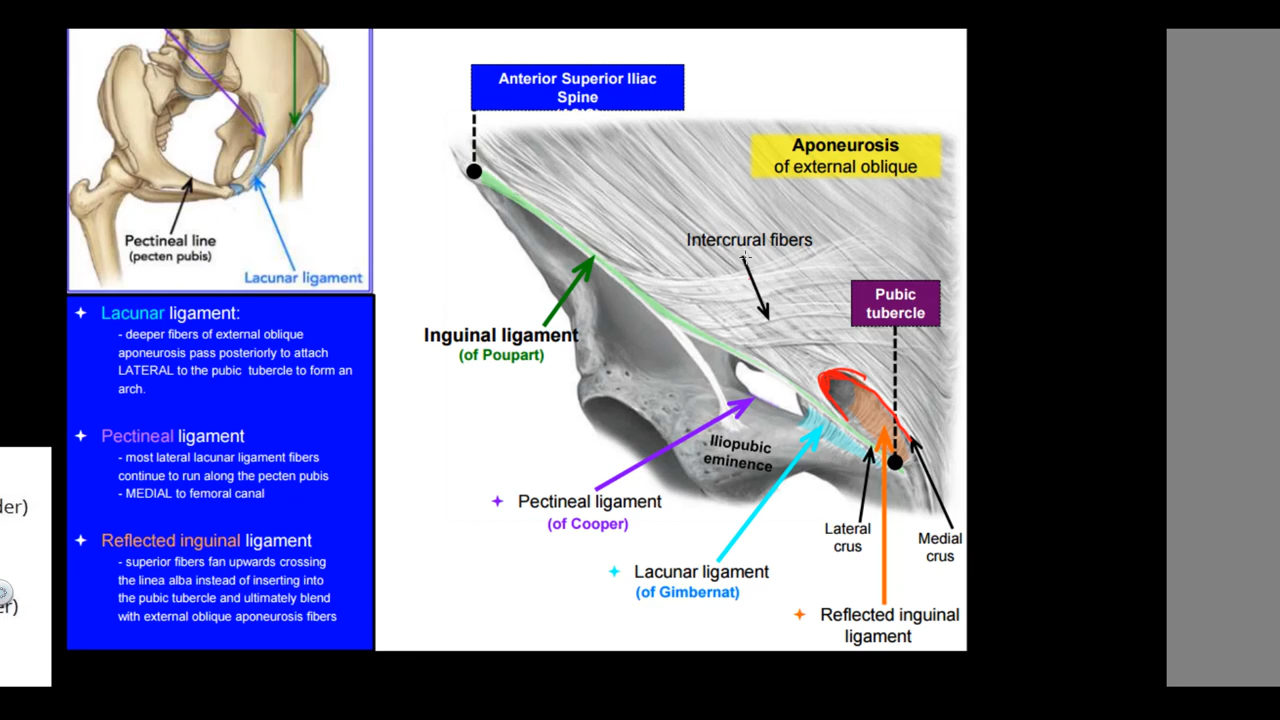 Pectineal line
(pecten pubis)
Lacunar ligament
Lacunar ligament:
- deeper fibers of external oblique
aponeurosis pass posteriorly to attach
LATERAL to the pubic tubercle to form an
arch.
Pectineal ligament
- most lateral lacunar ligament fibers
continue to run along the pecten pubis
- MEDIAL to femoral canal
Reflected inguinal ligament
- superior fibers fan upwards crossing
the linea alba instead of inserting into
the pubic tubercle and ultimately blend
with external oblique aponeurosis fibers
Anterior Superior Iliac
Spine
Aponeurosis
of external oblique
Intercrural fibers
Pubic
tubercle
Inguinal ligament
(of Poupart)
Iliopubic
eminence
Pectineal ligament
(of Cooper)
Lateral
crus
Medial
crus
Lacunar ligament
(of Gimbernat)
Reflected inguinal
ligament